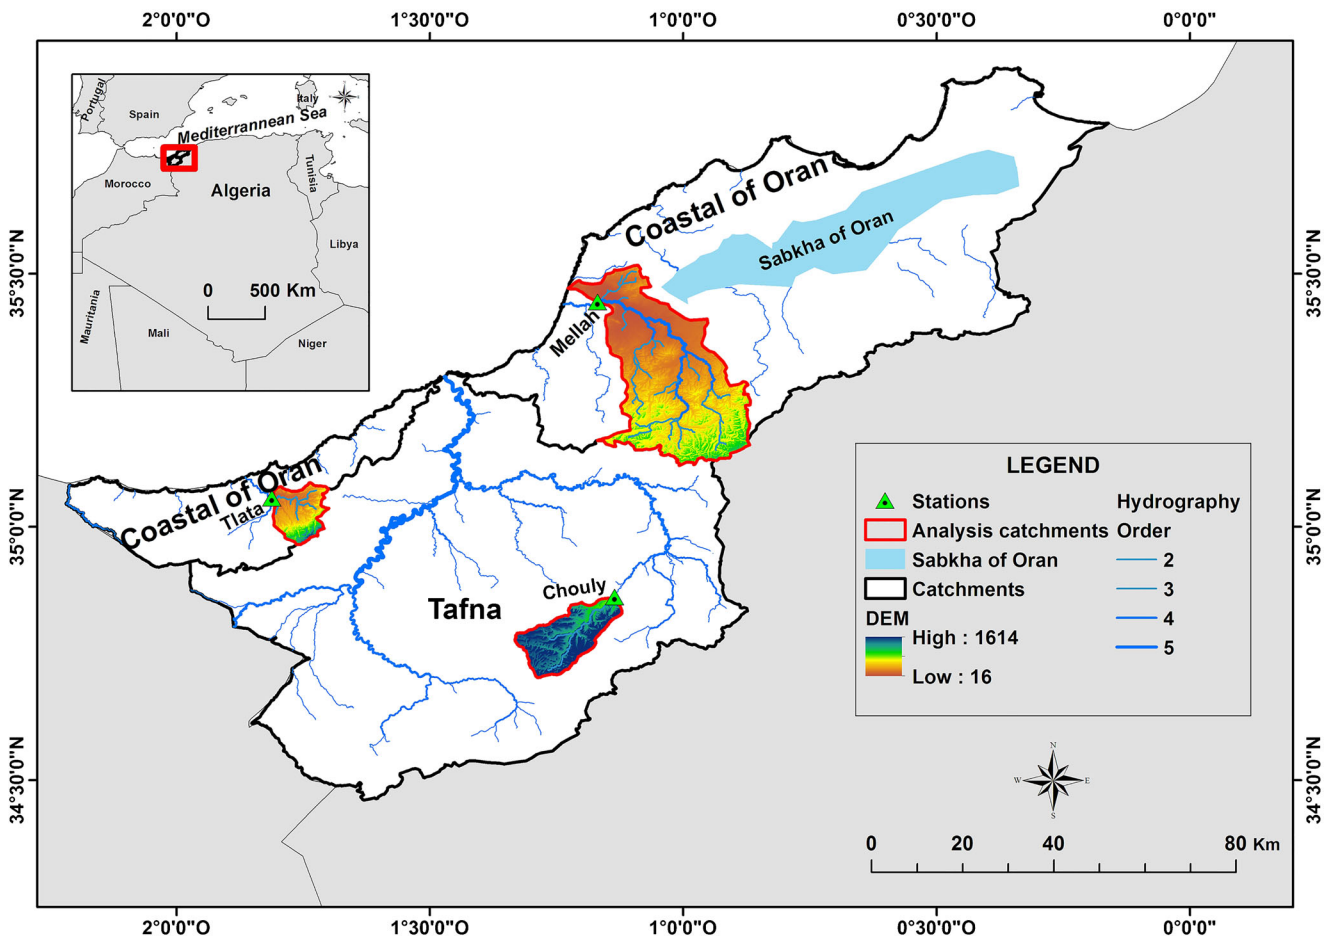 2°0'0"O 1°30'0"O 1°0'0"O 0°30'0"O 0°0'0"
35°30'0"N
35°0'0"N
34°30'0"N
35°30'0"N
35°0'0"N
34°30'0"N
Portugal
Spain
Italy
Mediterrannean Sea
Morocco
Algeria
Tunisia
Libya
Mauritania
Mali
Niger
0 500 Km
Coastal of Oran
Sabkha of Oran
Mellah
Coastal of Oran
Tlata
Chouly
Tafna
LEGEND
Stations
Analysis catchments
Sabkha of Oran
Catchments
DEM
High : 1614
Low : 16
Hydrography
Order
2
3
4
5
N
W E
S
0 20 40 80 Km
2°0'0"O 1°30'0"O 1°0'0"O 0°30'0"O 0°0'0"